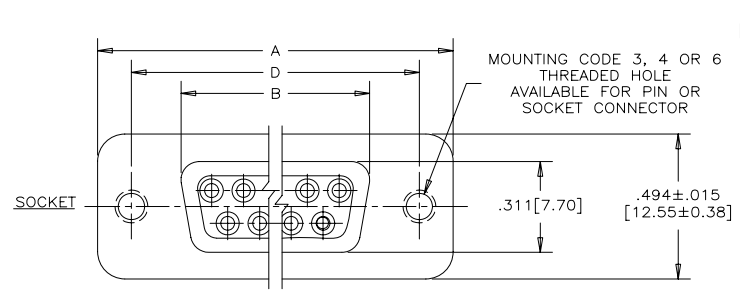 A
D
B
MOUNTING CODE 3, 4 OR 6
THREADED HOLE
AVAILABLE FOR PIN OR
SOCKET CONNECTOR
SOCKET
.311[7.70]
.494±.015
[12.55±0.38]